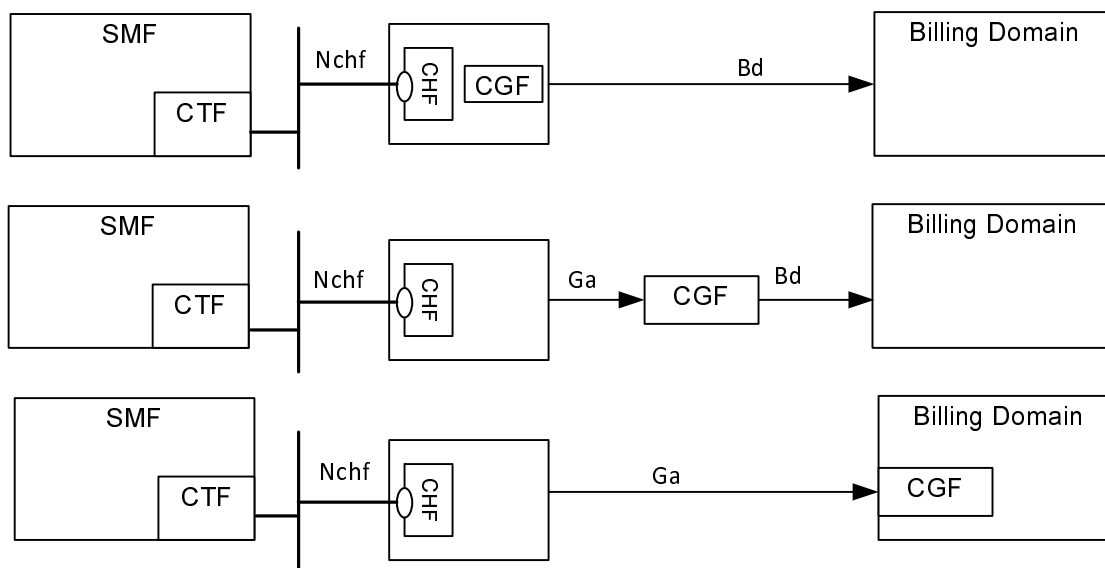 SMF
CTF
Nchf
CHF
CGF
Bd
Billing Domain
SMF
CTF
Nchf
CHF
Ga
CGF
Bd
Billing Domain
SMF
CTF
Nchf
CHF
Ga
Billing Domain
CGF